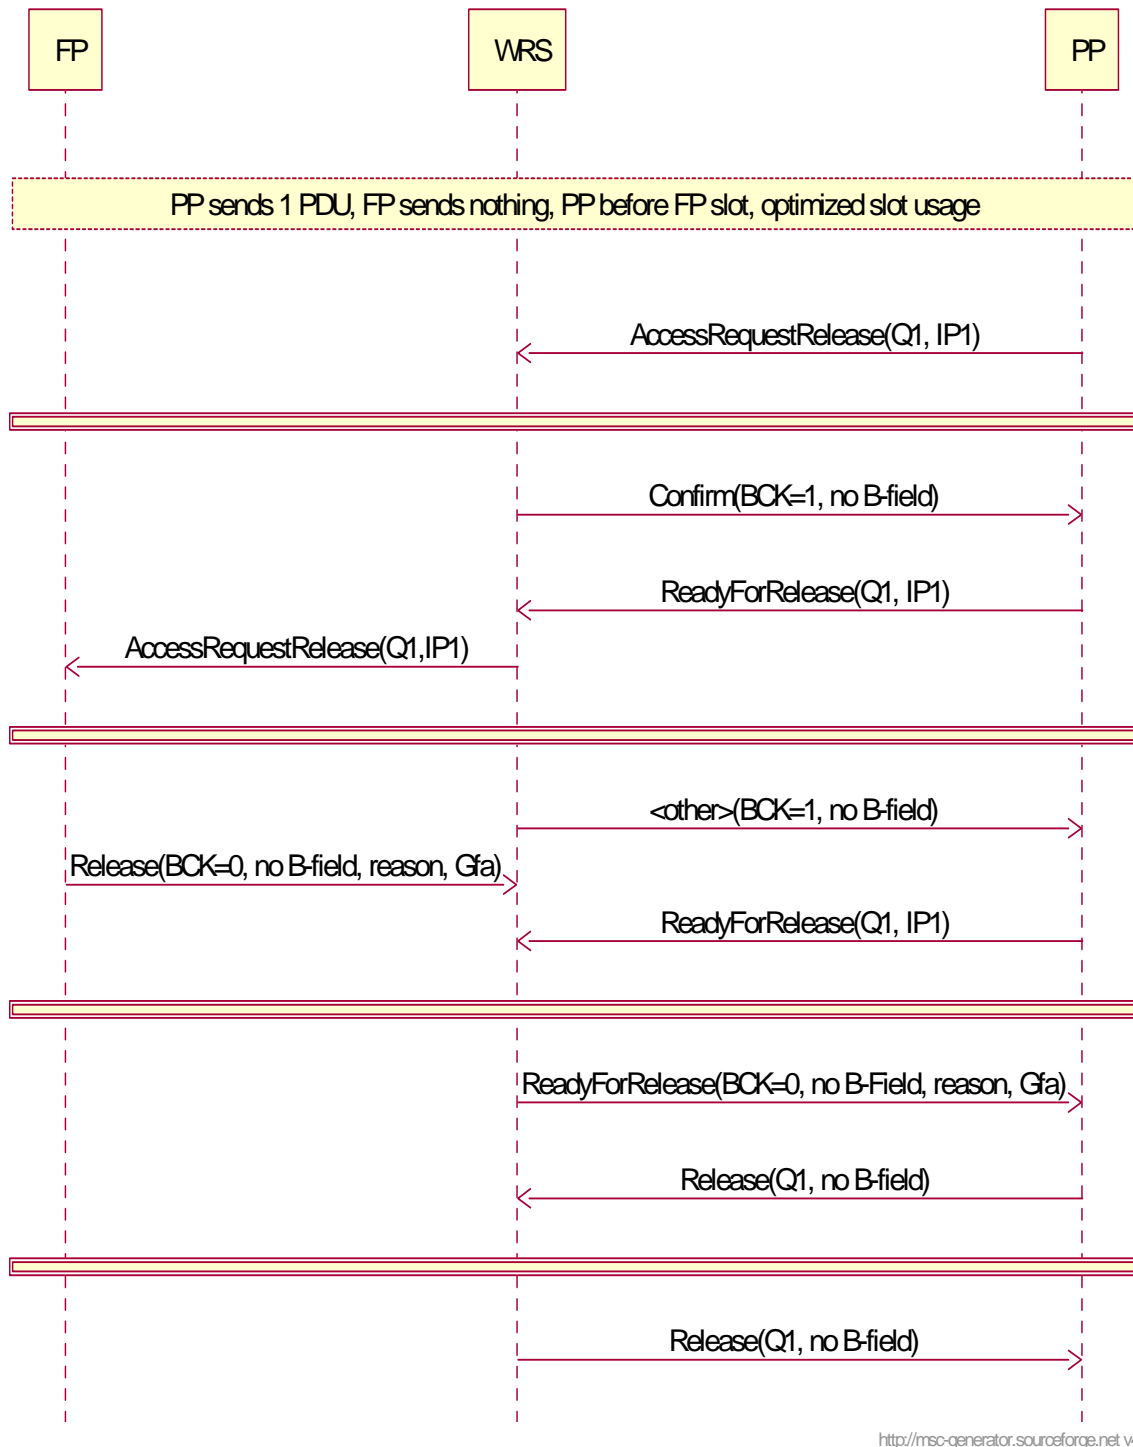 FP WRS PP
PP sends 1 PDU, FP sends nothing, PP before FP slot, optimized slot usage
AccessRequestRelease(Q1, IP1)
Confirm(BCK=1, no B-field)
ReadyForRelease(Q1, IP1)
AccessRequestRelease(Q1,IP1)
<other>(BCK=1, no B-field)
Release(BCK=0, no B-field, reason, Gfa)
ReadyForRelease(Q1, IP1)
ReadyForRelease(BCK=0, no B-Field, reason, Gfa)
Release(Q1, no B-field)
Release(Q1, no B-field)
http://msc-generator.sourceforge.net